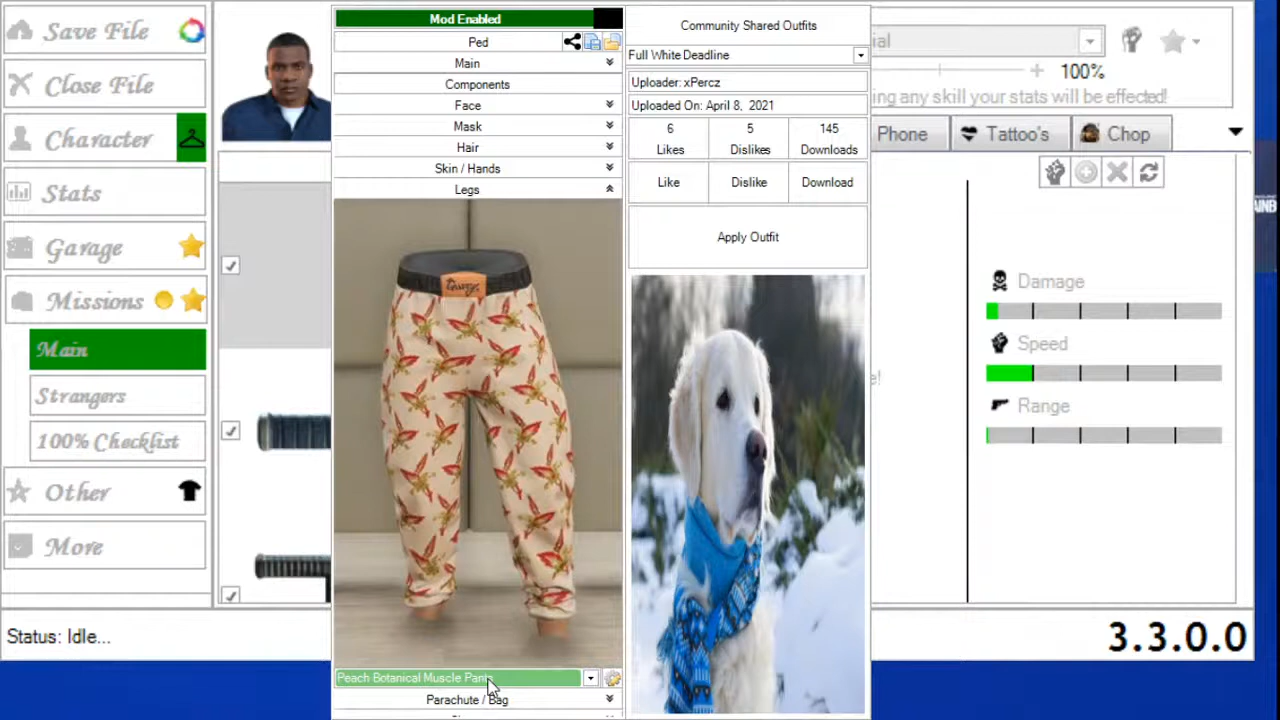 Save File
Close File
Character
Stats
Garage
Missions
Main
Strangers
100% Checklist
Other
More
Status: Idle...
Mod Enabled
Ped
Main
Components
Face
Mask
Hair
Skin / Hands
Legs
Peach Botanical Muscle Pants
Parachute / Bag
Community Shared Outfits
Full White Deadline
Uploader: xPercz
Uploaded On: April 8, 2021
6 5 145
Likes Dislikes Downloads
Like Dislike Download
Apply Outfit
ial
100%
ing any skill your stats will be effected!
Phone Tattoo's Chop
Damage
Speed
Range
e!
3.3.0.0